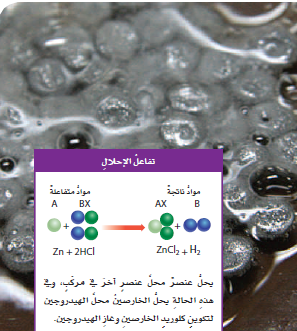 تفاعلُ الإحلالِ
موادُّ متفاعلةٌ موادُّ ناتجةٌ
A BX AX B
+ +
Zn + 2HCl ZnCl₂ + H₂
يحلُّ عنصرٌ محلَّ عنصرٍ آخرَ في مركبٍ، وفي
هذهِ الحالةِ يحلُّ الخارصينُ محلَّ الهيدروجينِ
لتكوينِ كلوريدِ الخارصينِ وغازِ الهيدروجينِ.